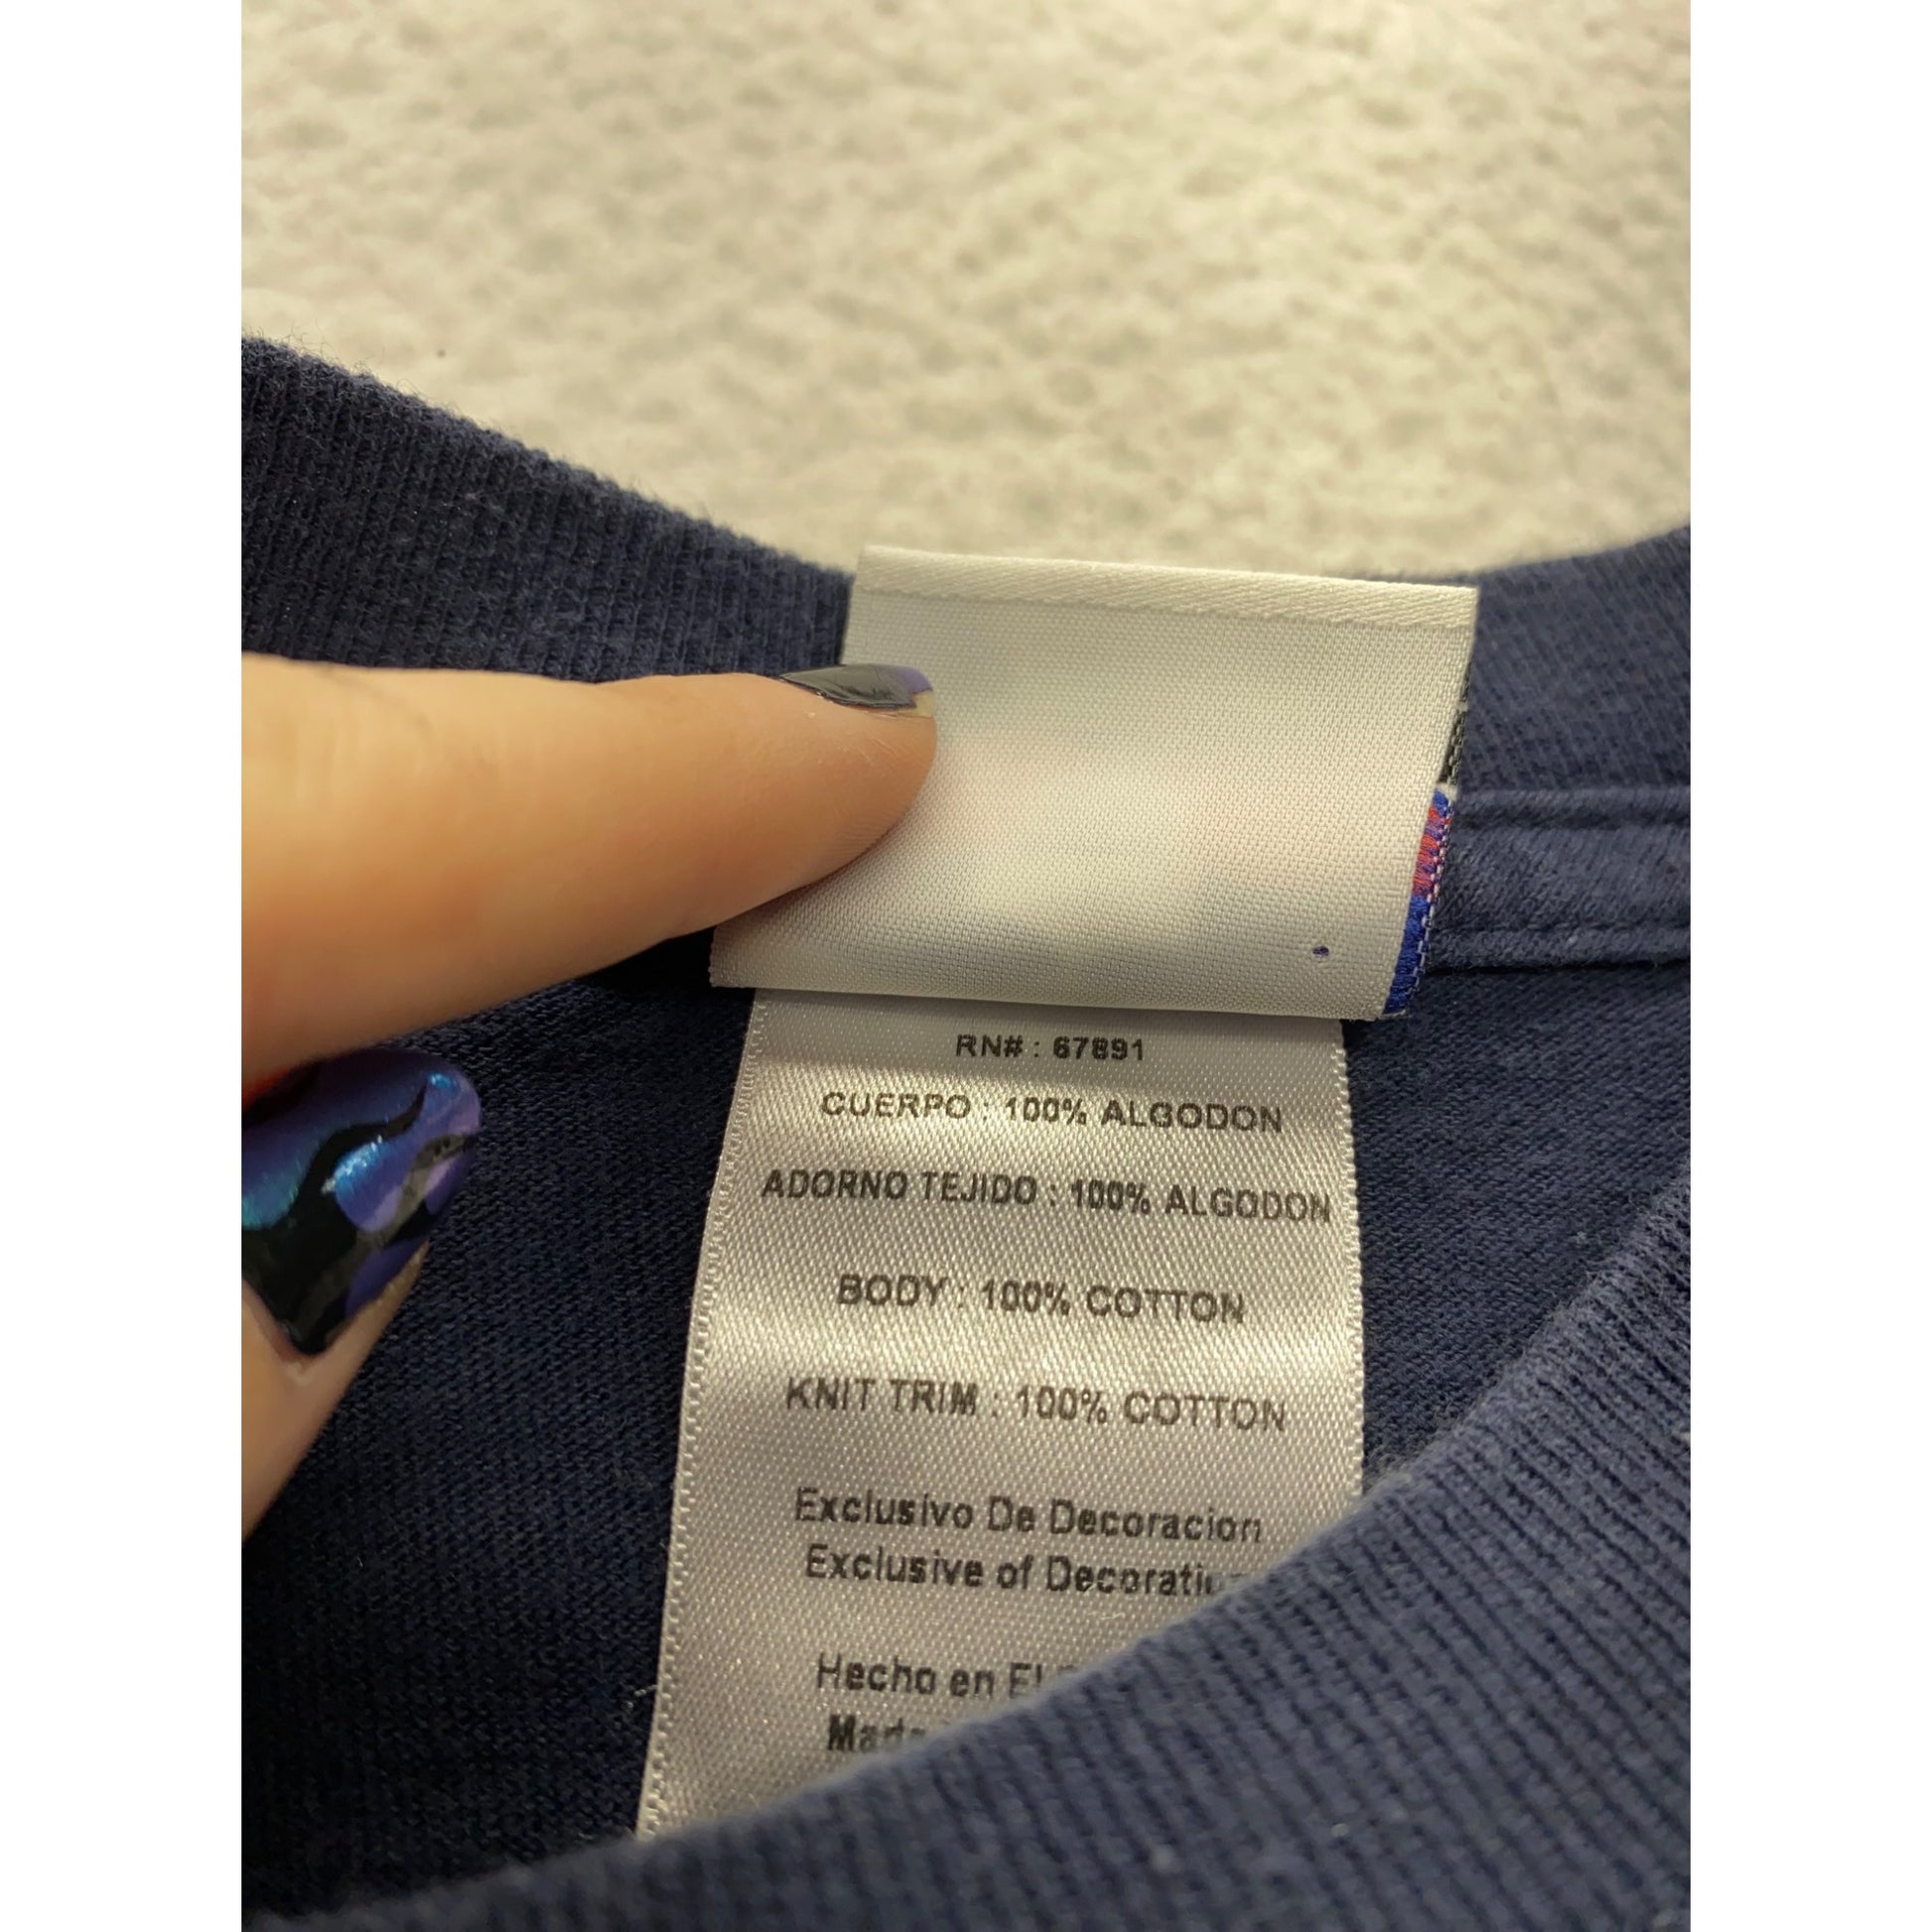 RN# : 67891
CUERPO : 100% ALGODON
ADORNO TEJIDO : 100% ALGODON
BODY : 100% COTTON
KNIT TRIM : 100% COTTON
Exclusivo De Decoracion
Exclusive of
Hecho en El